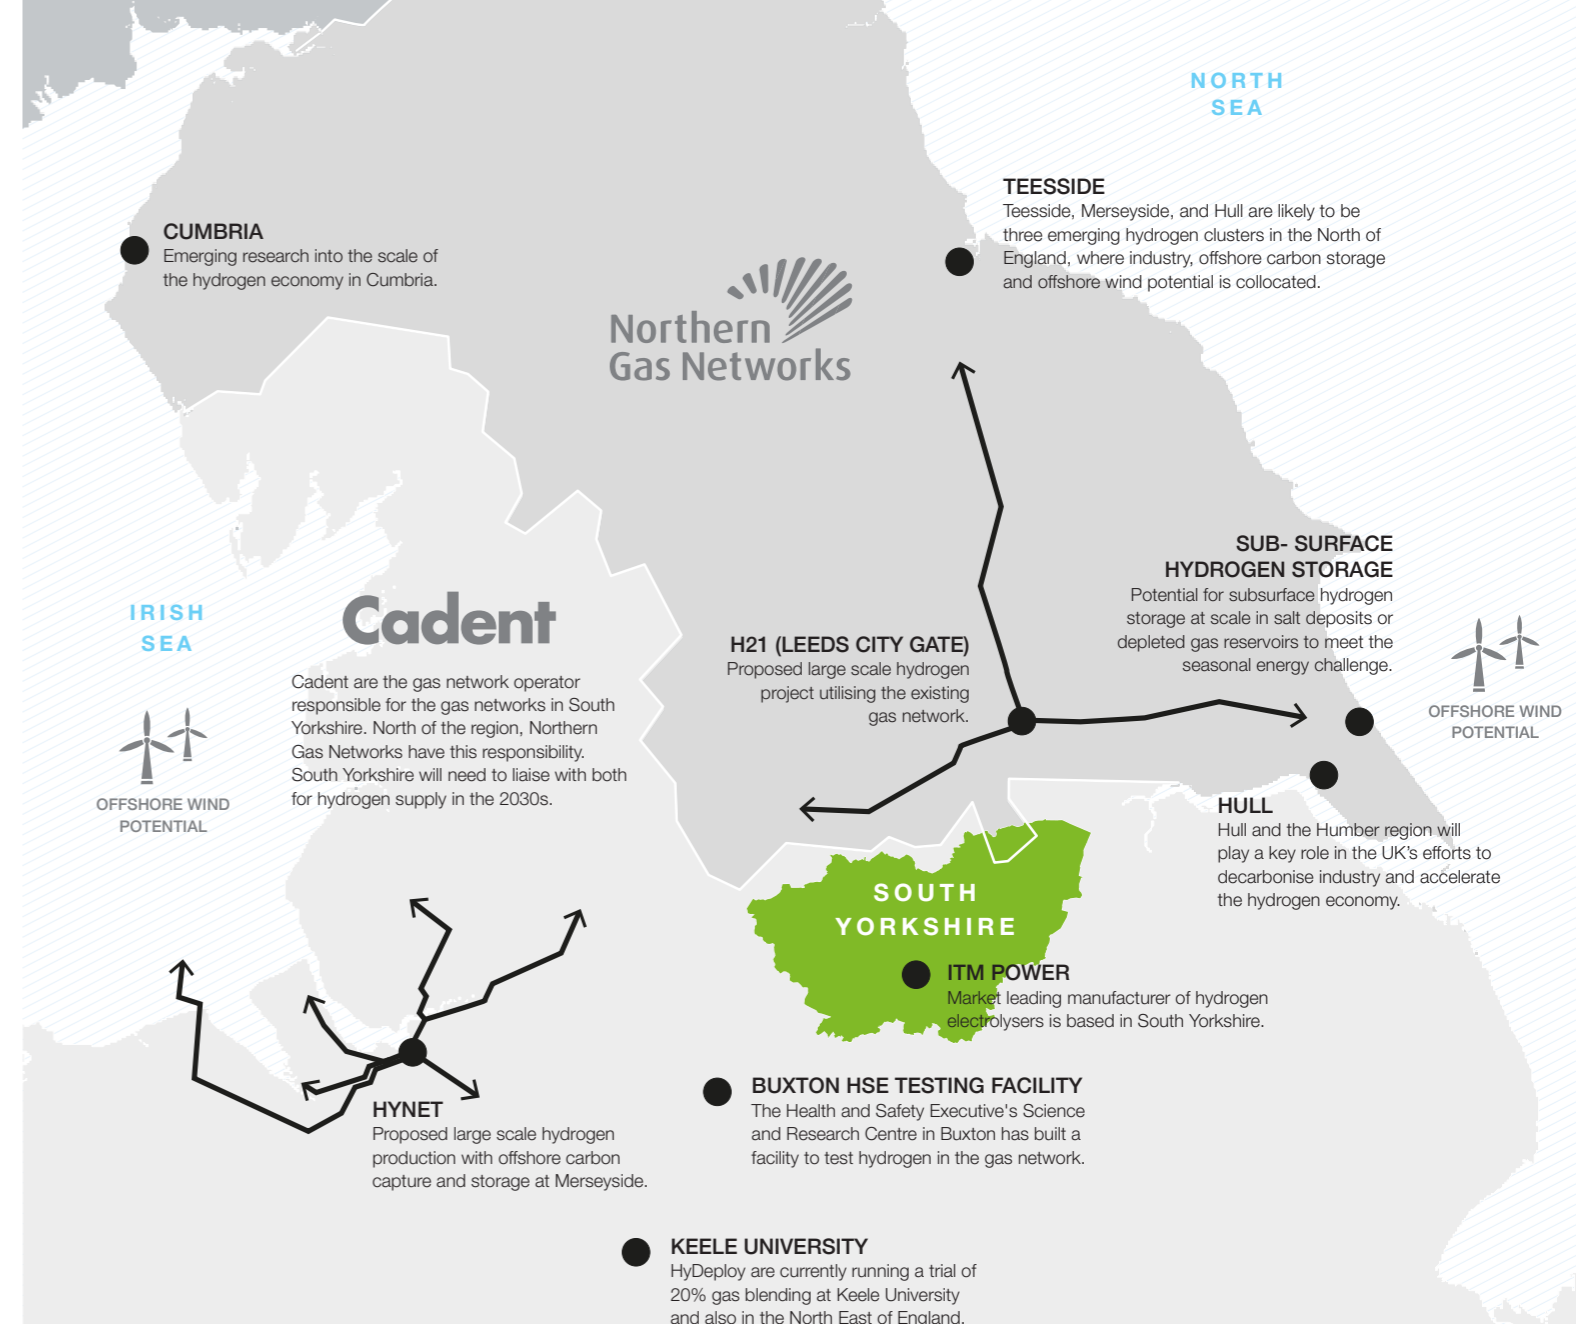 NORTH
SEA
TEESSIDE
Teesside, Merseyside, and Hull are likely to be
three emerging hydrogen clusters in the North of
England, where industry, offshore carbon storage
and offshore wind potential is collocated.
CUMBRIA
Emerging research into the scale of
the hydrogen economy in Cumbria.
Northern
Gas Networks
SUB- SURFACE
HYDROGEN STORAGE
Potential for subsurface hydrogen
storage at scale in salt deposits or
depleted gas reservoirs to meet the
seasonal energy challenge.
IRISH
SEA
Cadent
Cadent are the gas network operator
responsible for the gas networks in South
Yorkshire. North of the region, Northern
Gas Networks have this responsibility.
South Yorkshire will need to liaise with both
for hydrogen supply in the 2030s.
H21 (LEEDS CITY GATE)
Proposed large scale hydrogen
project utilising the existing
gas network.
OFFSHORE WIND
POTENTIAL
OFFSHORE WIND
POTENTIAL
HULL
Hull and the Humber region will
play a key role in the UK's efforts to
decarbonise industry and accelerate
the hydrogen economy.
SOUTH
YORKSHIRE
ITM POWER
Market leading manufacturer of hydrogen
electrolysers is based in South Yorkshire.
HYNET
Proposed large scale hydrogen
production with offshore carbon
capture and storage at Merseyside.
BUXTON HSE TESTING FACILITY
The Health and Safety Executive's Science
and Research Centre in Buxton has built a
facility to test hydrogen in the gas network.
KEELE UNIVERSITY
HyDeploy are currently running a trial of
20% gas blending at Keele University
and also in the North East of England.